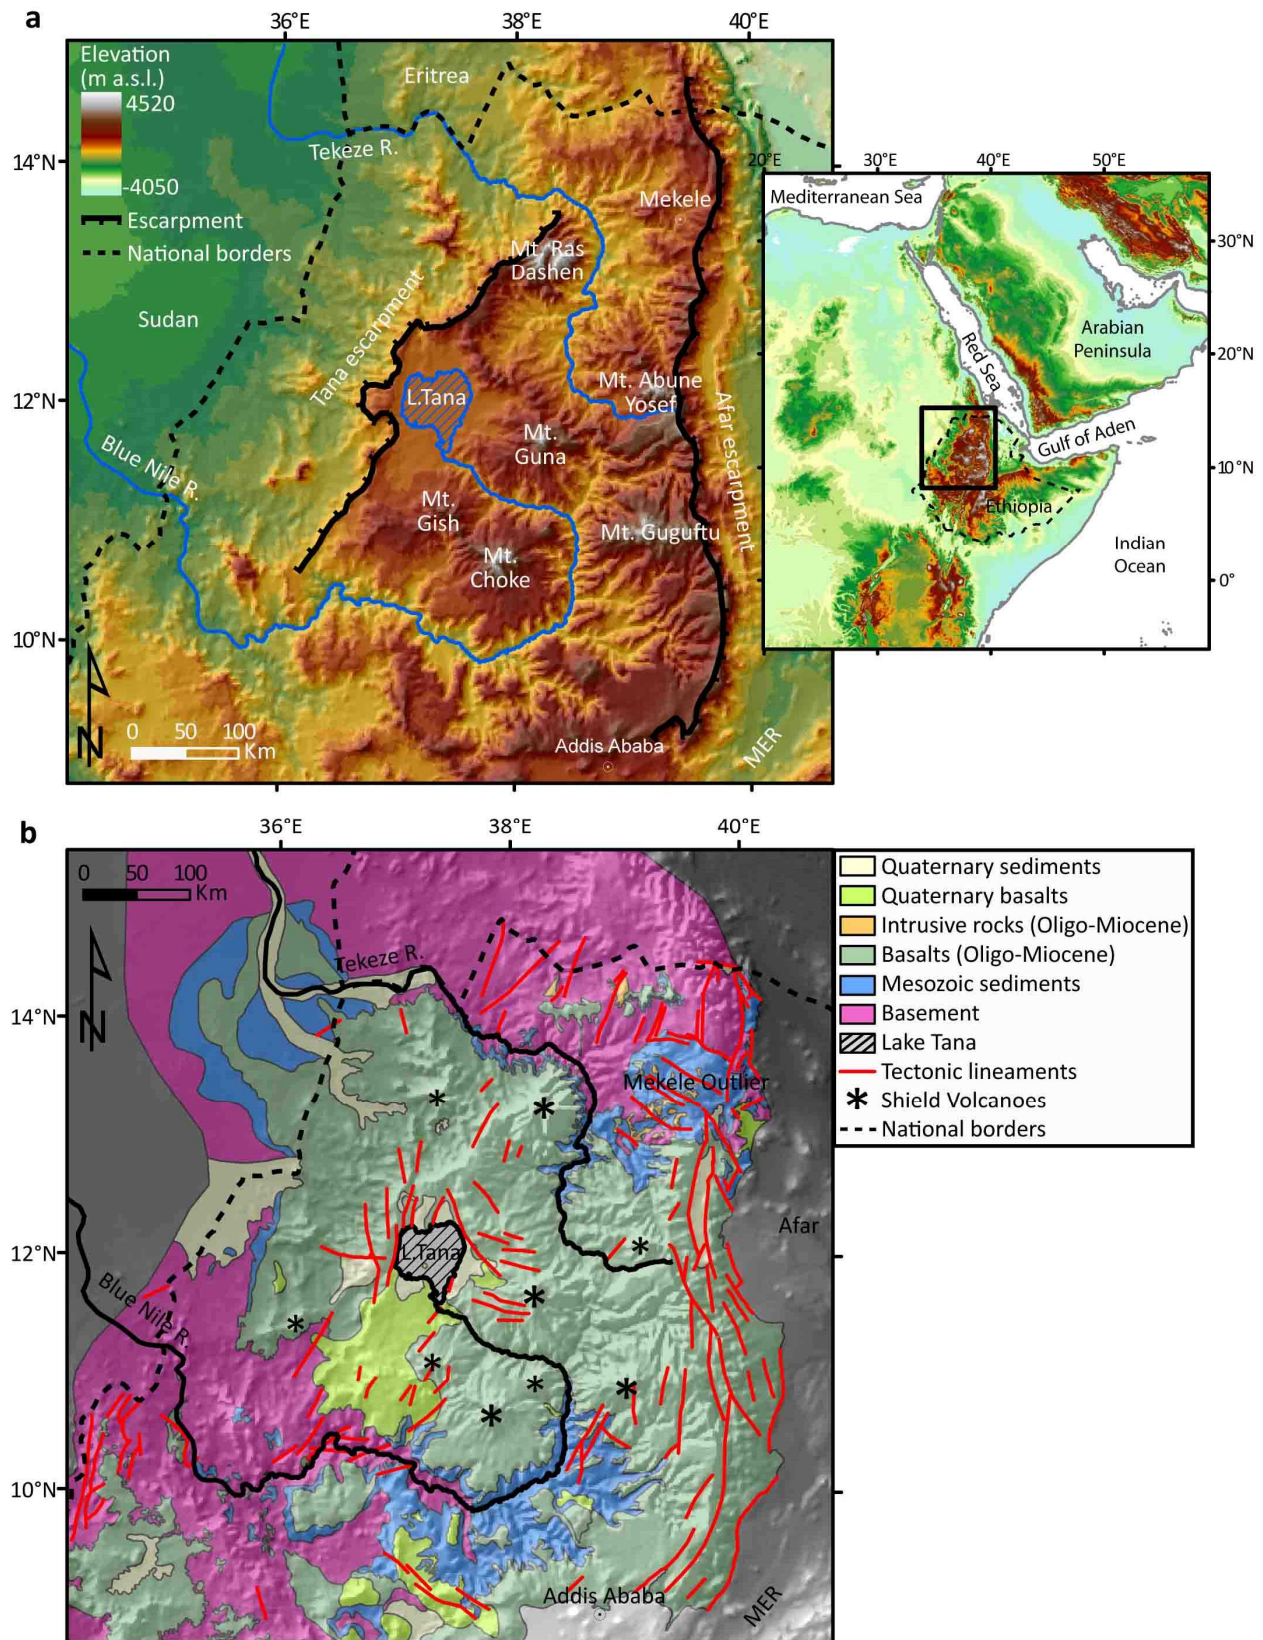 a
36°E
38°E
40°E
Elevation
(m a.s.l.)
4520
-4050
Escarpment
National borders
Eritrea
14°N
Tekeze R.
Mekele
Mt. Ras
Dashen
Sudan
Tana escarpment
12°N
L.Tana
Mt. Abune
Yosef
Mt.
Guna
Afar escarpment
Blue Nile R.
Mt.
Gish
Mt. Guguftu
Mt.
Choke
10°N
N
0 50 100
Km
Addis Ababa
MER
20°E
30°E
40°E
50°E
Mediterranean Sea
30°N
Arabian
Peninsula
Red Sea
20°N
Gulf of Aden
10°N
Ethiopia
Indian
Ocean
0°
b
36°E
38°E
40°E
0 50 100
Km
N
Tekeze R.
14°N
Mekele Outlier
12°N
L.Tana
Afar
Blue Nile R.
10°N
Addis Ababa
MER
Quaternary sediments
Quaternary basalts
Intrusive rocks (Oligo-Miocene)
Basalts (Oligo-Miocene)
Mesozoic sediments
Basement
Lake Tana
Tectonic lineaments
Shield Volcanoes
National borders